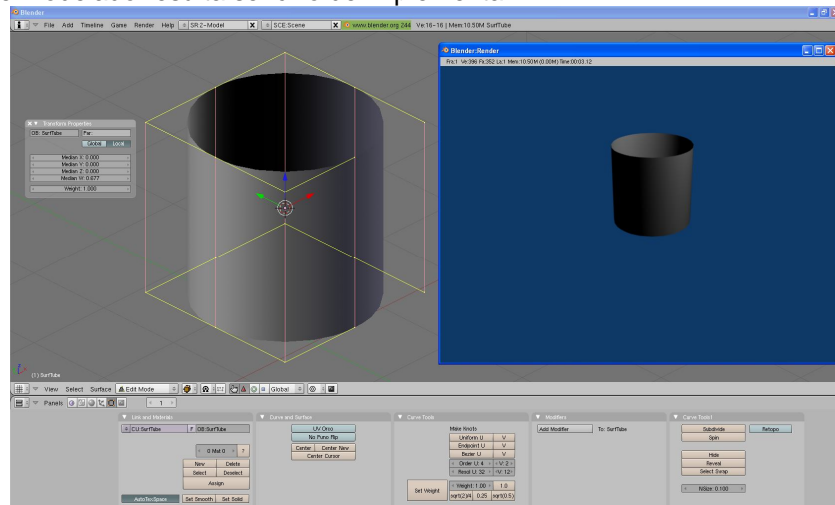 Blender
File Add Timeline Game Render Help SR:2-Model X SCE:Scene X www.blender.org 244 Ve:16-16 | Mem:10.50M SurfTube
Blender:Render
Fra:1 Ve:396 Fa:352 La:1 Mem:10.50M (0.00M) Time:00:03.12
Transform Properties
OB: SurfTube Par:
Global Local
Median X: 0.000
Median Y: 0.000
Median Z: 0.000
Median W: 0.677
Weight: 1.000
(1) SurfTube
View Select Surface Edit Mode Global
Panels 1
Link and Materials Curve and Surface Curve Tools Modifiers Curve Tools1
CU:SurfTube F OB:SurfTube UV Orco Make Knots Add Modifier To: SurfTube Subdivide Retopo
No Puno Flip Uniform U V Spin
0 Mat 0 ? Center Center New Endpoint U V
New Delete Center Cursor Bezier U V Hide
Select Deselect Order U: 4 V: 2 Reveal
Assign Resol U: 32 V: 12 Select Swap
Set Weight Weight: 1.00 1.0 NSize: 0.100
AutoTexSpace Set Smooth Set Solid sqrt(2)/4 0.25 sqrt(0.5)